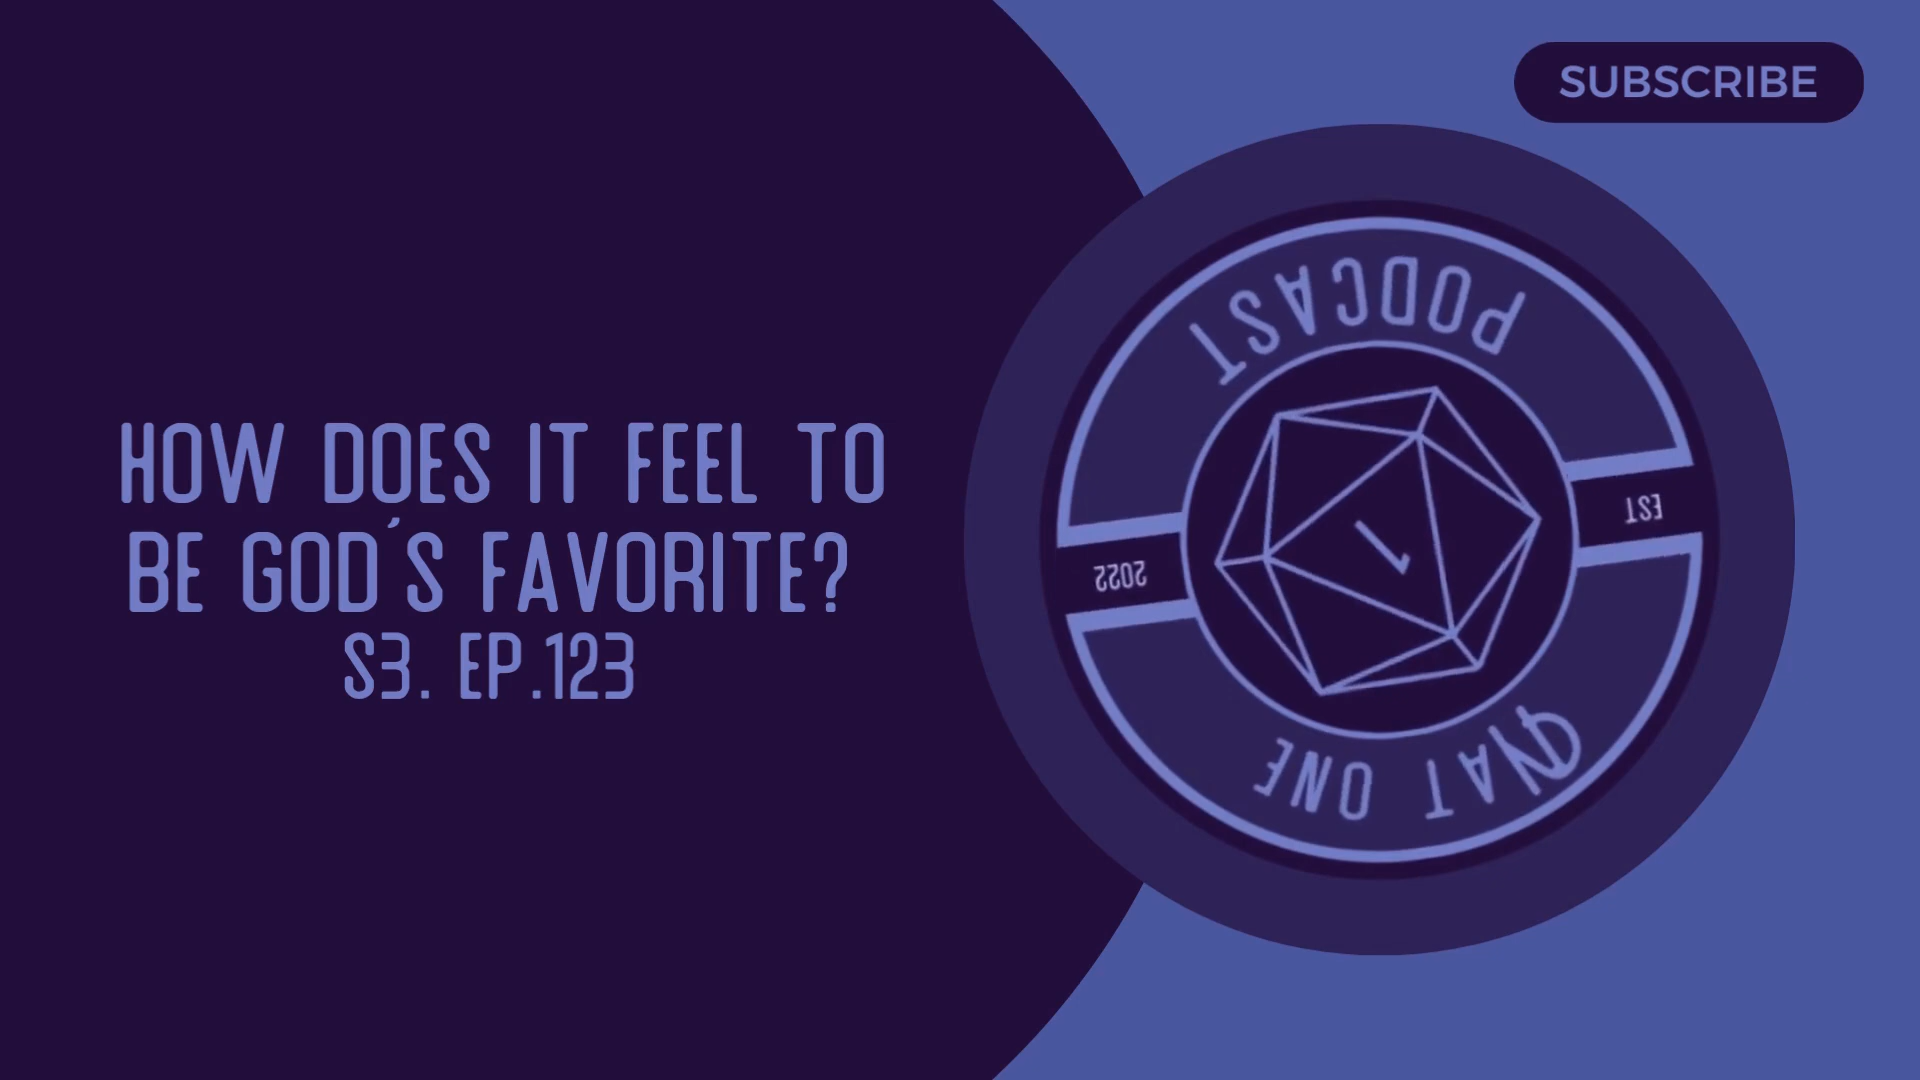 SUBSCRIBE
HOW DOES IT FEEL TO
BE GOD'S FAVORITE?
S3. EP.123
NAT ONE
PODCAST
EST
2022
1